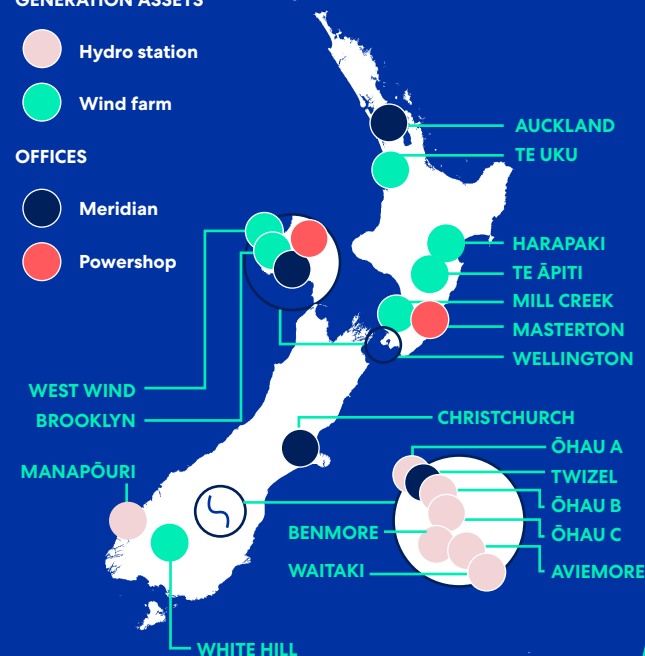 GENERATION ASSETS
Hydro station
Wind farm
OFFICES
Meridian
Powershop
AUCKLAND
TE UKU
HARAPAKI
TE ĀPITI
MILL CREEK
MASTERTON
WELLINGTON
WEST WIND
BROOKLYN
CHRISTCHURCH
MANAPŌURI
ŌHAU A
TWIZEL
ŌHAU B
ŌHAU C
BENMORE
AVIEMORE
WAITAKI
WHITE HILL